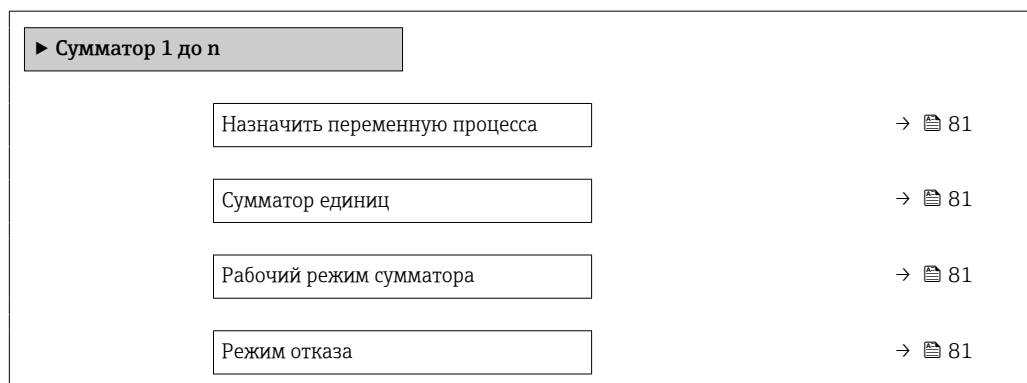 ► Сумматор 1 до n
Назначить переменную процесса → 81
Сумматор единиц → 81
Рабочий режим сумматора → 81
Режим отказа → 81